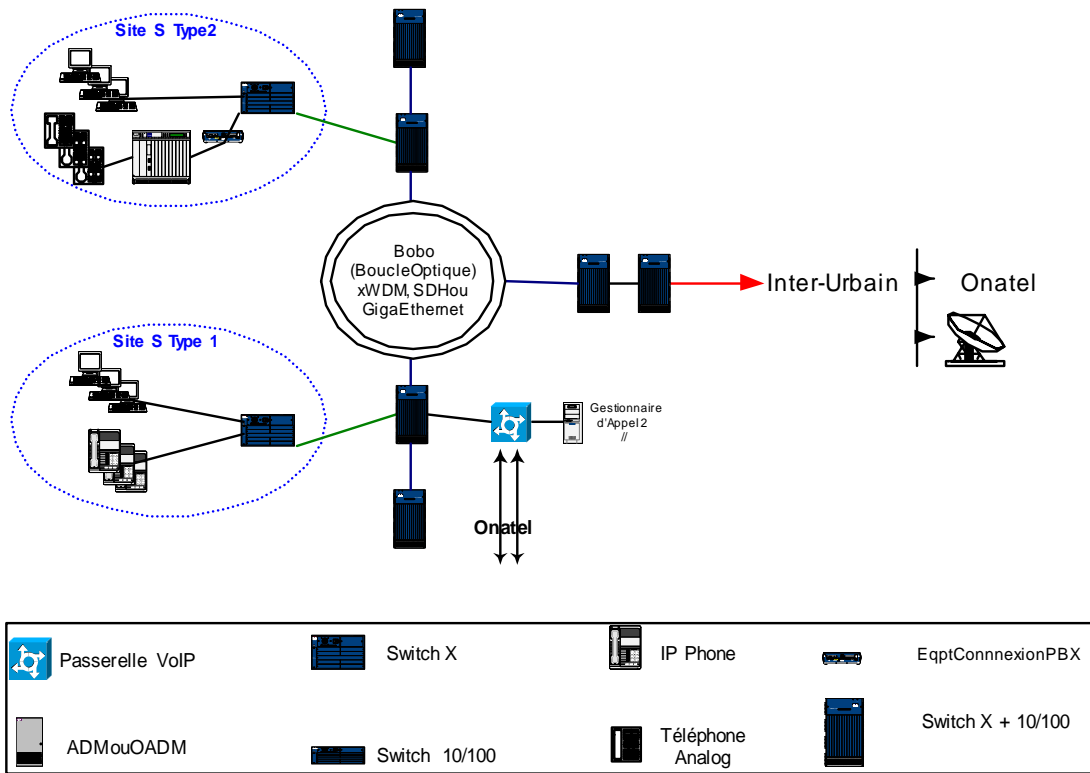 Site S Type2
Bobo
(BoucleOptique)
xWDM, SDHou
GigaEthernet
Inter-Urbain
Onatel
Site S Type 1
Gestionnaire
d'Appel 2
//
Onatel
Passerelle VoIP
Switch X
IP Phone
EqptConnnexionPBX
ADMouOADM
Switch 10/100
Téléphone
Analog
Switch X + 10/100